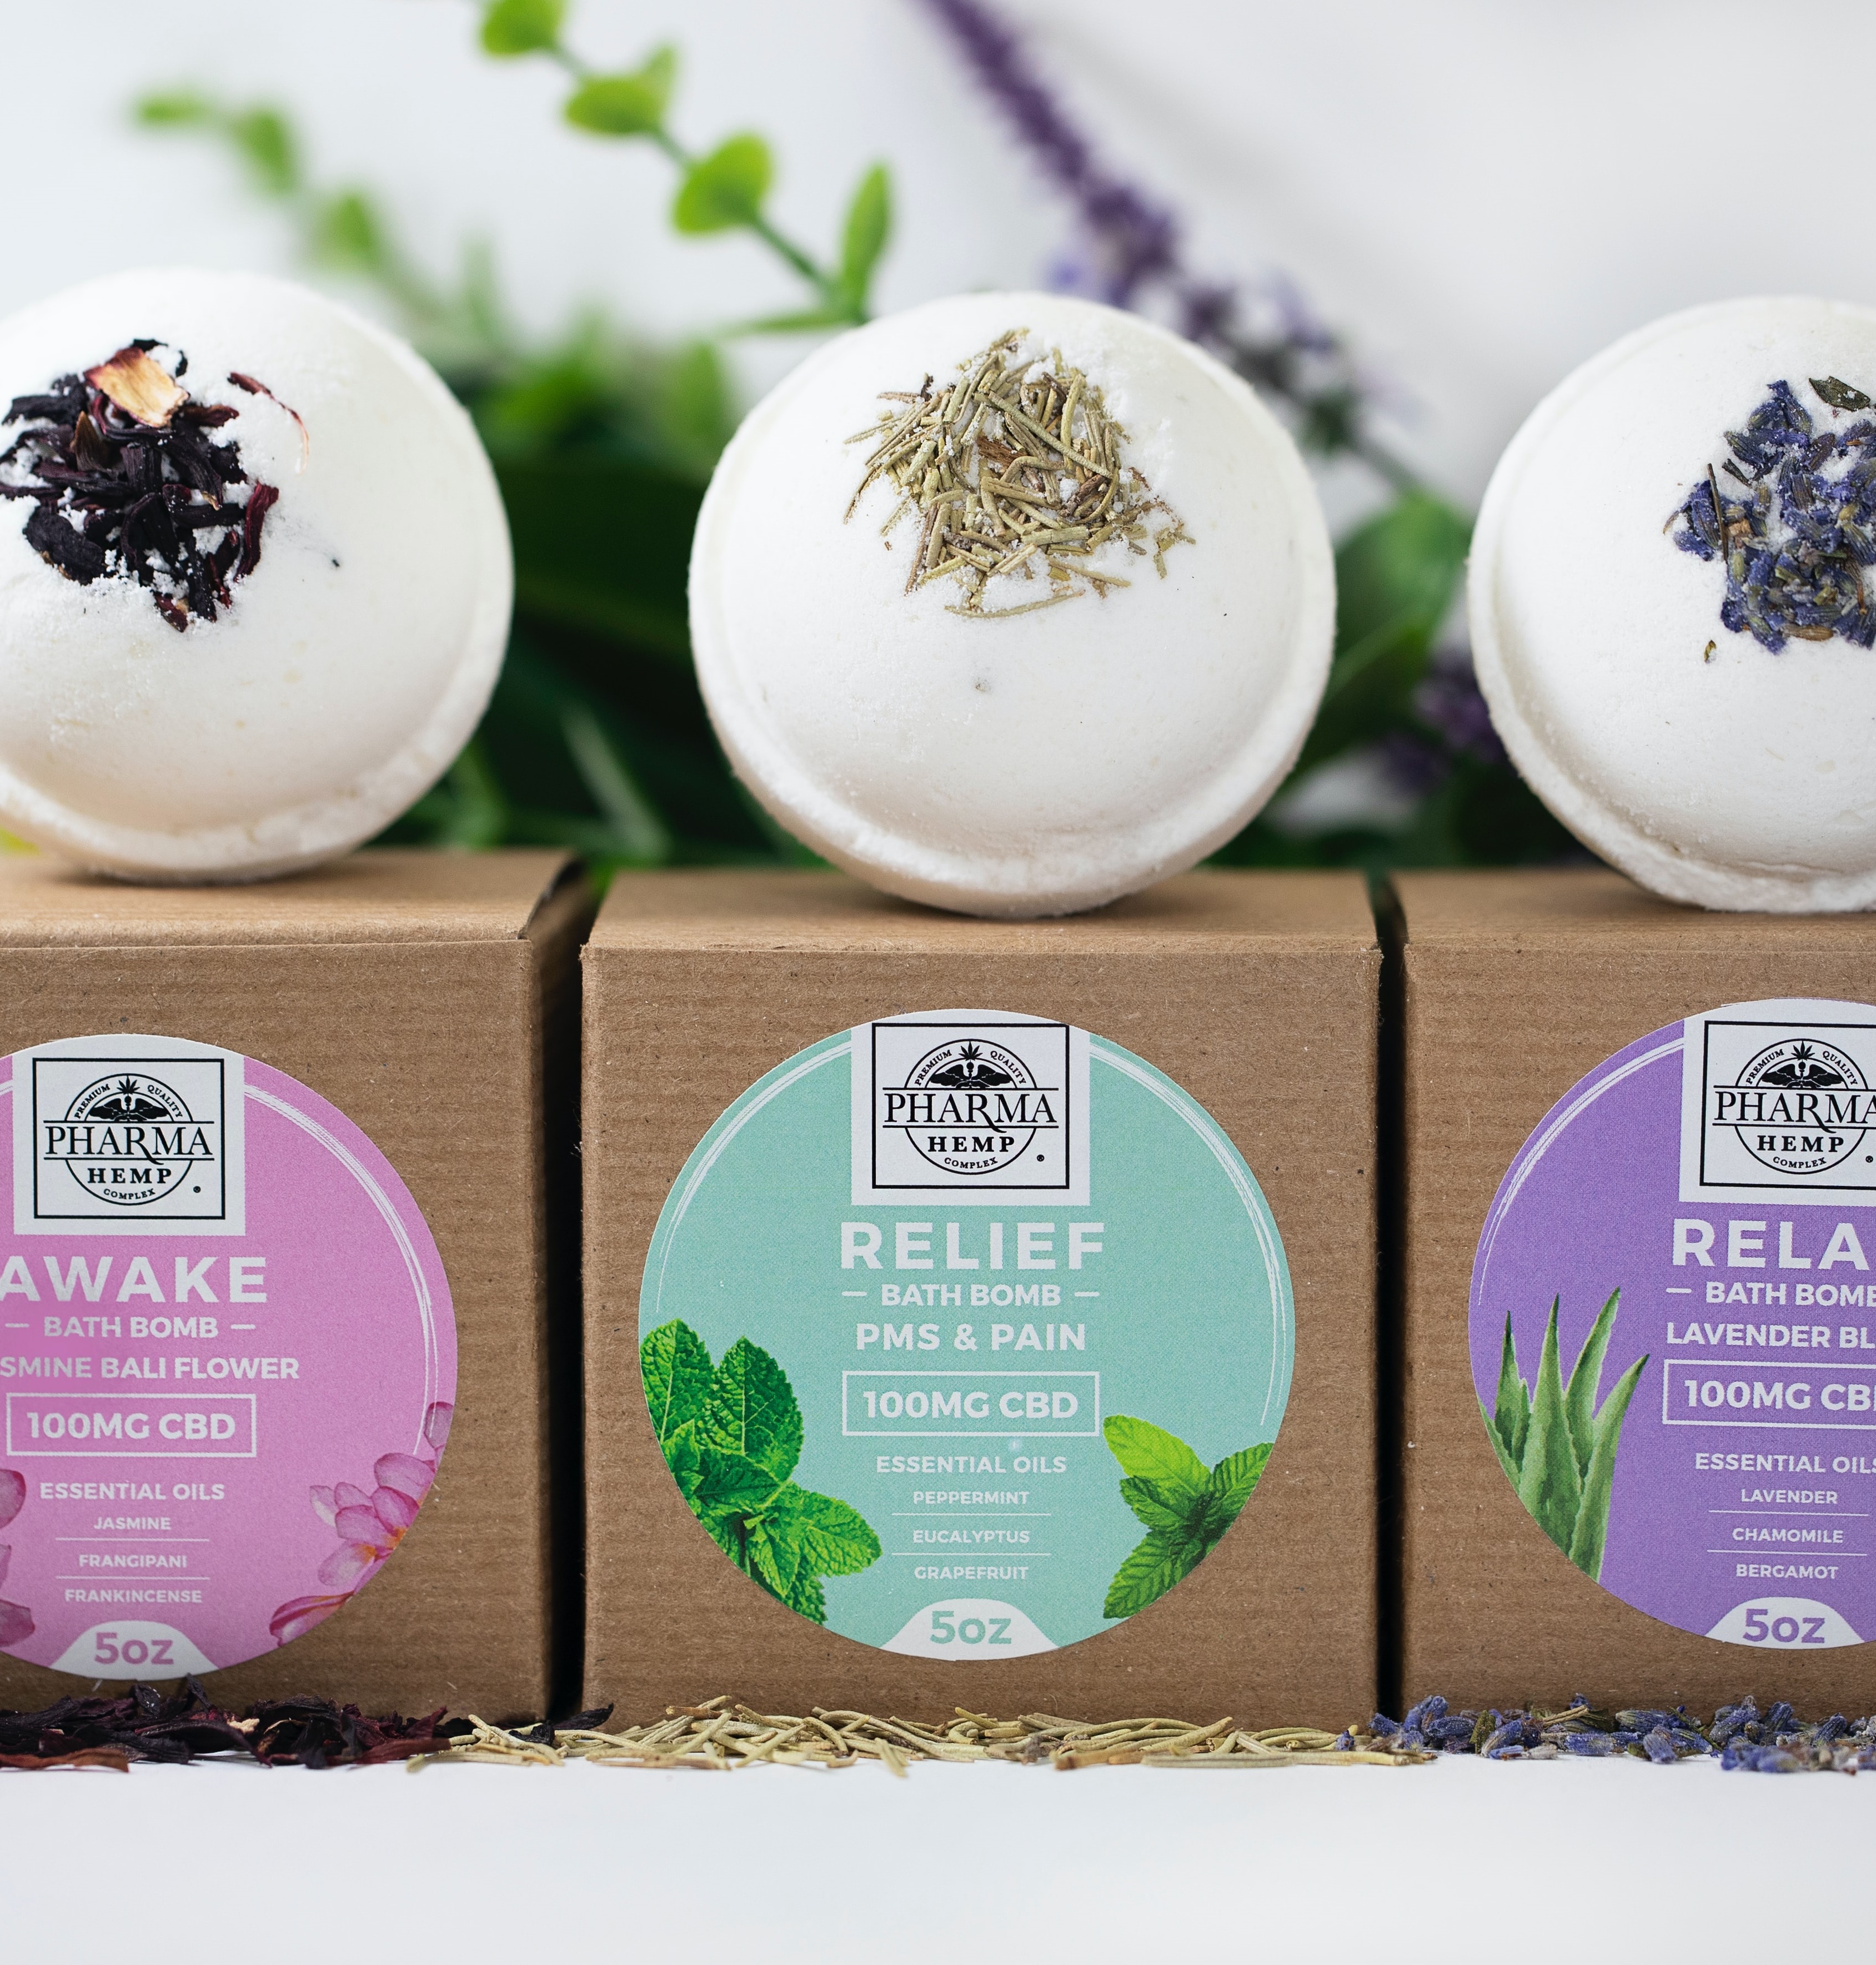 PREMIUM QUALITY
PHARMA
HEMP
COMPLEX
®
AWAKE
BATH BOMB
SMINE BALI FLOWER
100MG CBD
ESSENTIAL OILS
JASMINE
FRANGIPANI
FRANKINCENSE
5oz
PREMIUM QUALITY
PHARMA
HEMP
COMPLEX
®
RELIEF
— BATH BOMB —
PMS & PAIN
100MG CBD
ESSENTIAL OILS
PEPPERMINT
EUCALYPTUS
GRAPEFRUIT
5oz
PREMIUM QUALITY
PHARMA
HEMP
COMPLEX
®
RELA
— BATH BOMB
LAVENDER BL
100MG CB
ESSENTIAL OILS
LAVENDER
CHAMOMILE
BERGAMOT
5oz